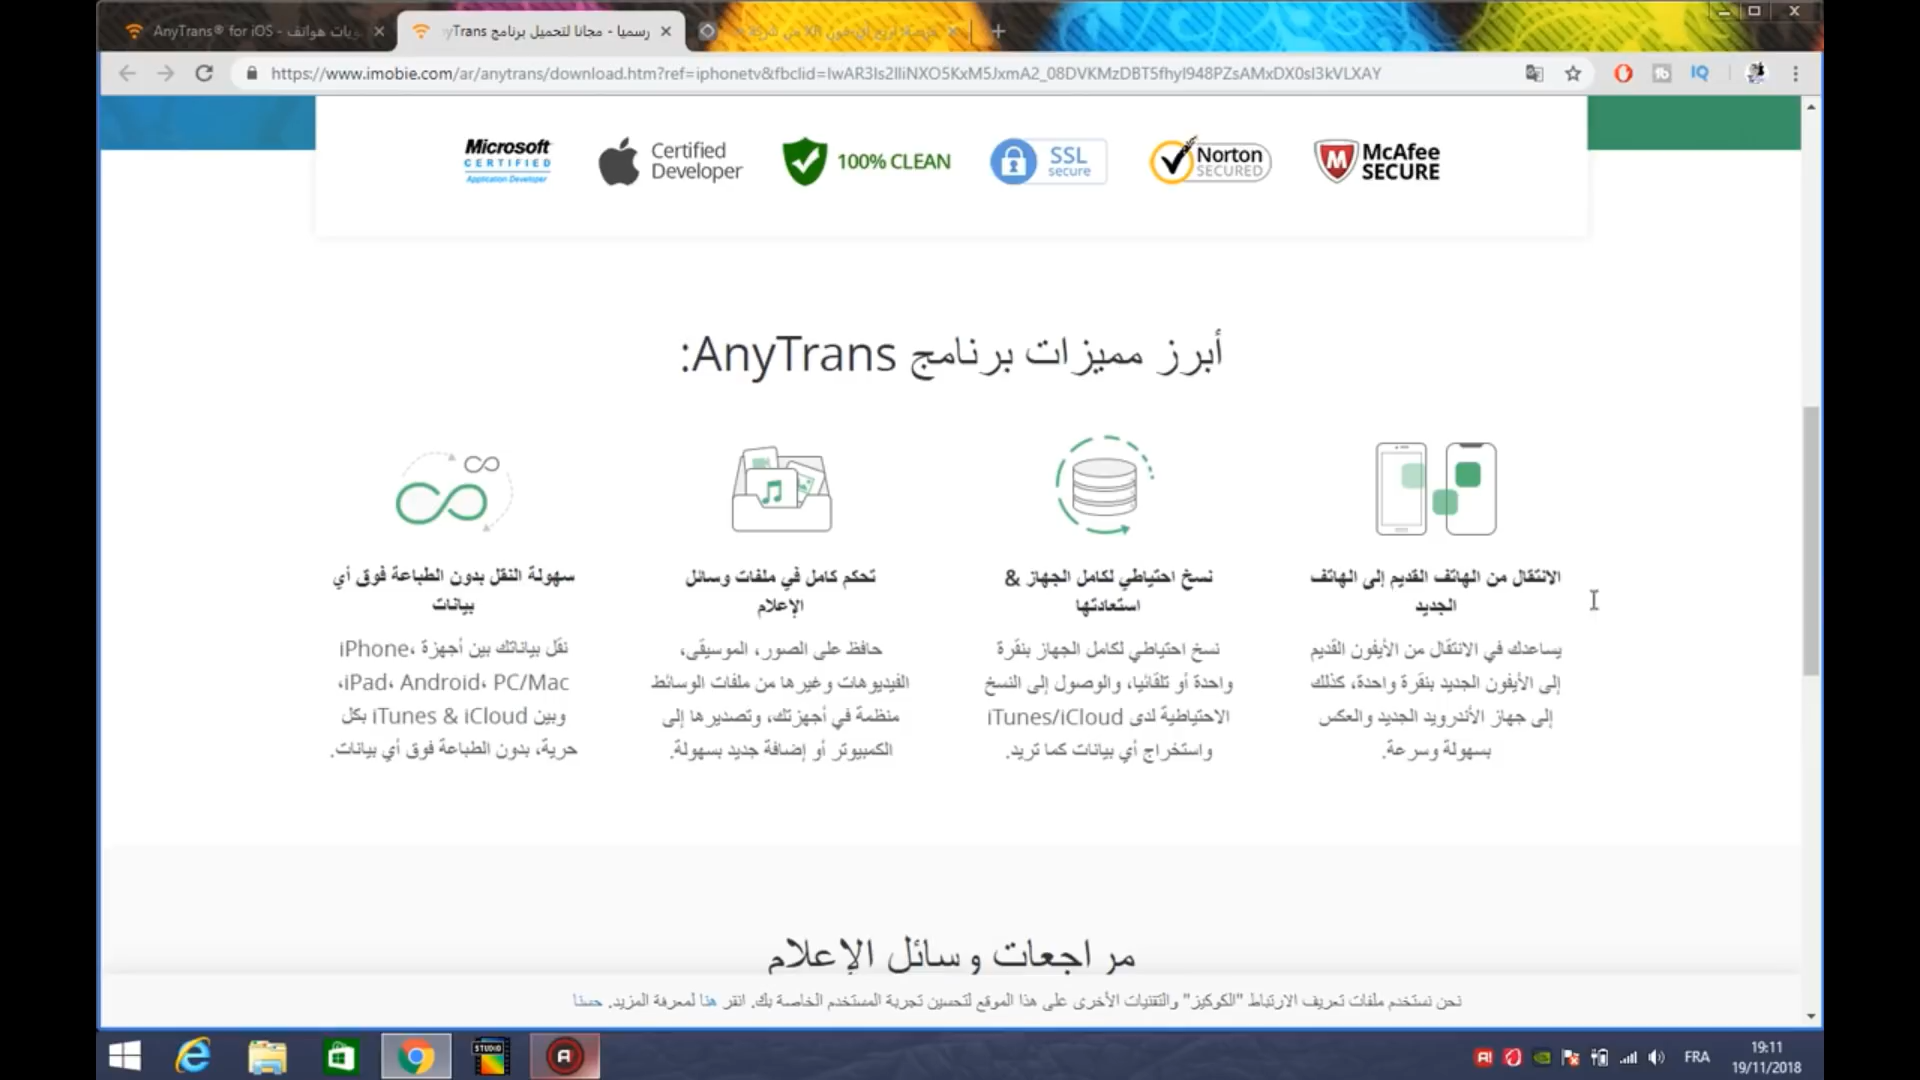 AnyTrans® for iOS -
رسميا - مجانا لتحميل برنامج AnyTrans
https://www.imobie.com/ar/anytrans/download.htm?ref=iphonetv&fbclid=IwAR3Is2IliNXO5KxM5JxmA2_08DVKMzDBT5fhyI948PZsAMxDX0sI3kVLXAY
IQ
Microsoft
CERTIFIED
Application Developer
Certified
Developer
100% CLEAN
SSL
secure
Norton
SECURED
McAfee
SECURE
أبرز مميزات برنامج AnyTrans:
الانتقال من الهاتف القديم إلى الهاتف
الجديد
يساعدك في الانتقال من الأيفون القديم
إلى الأيفون الجديد بنقرة واحدة، كذلك
إلى جهاز الأندرويد الجديد والعكس
بسهولة وسرعة.
نسخ احتياطي لكامل الجهاز &
استعادتها
نسخ احتياطي لكامل الجهاز بنقرة
واحدة أو تلقائيا، والوصول إلى النسخ
الاحتياطية لدى iTunes/iCloud
واستخراج أي بيانات كما تريد.
تحكم كامل في ملفات وسائل
الإعلام
حافظ على الصور، الموسيقى،
الفيديوهات وغيرها من ملفات الوسائط
منظمة في أجهزتك، وتصديرها إلى
الكمبيوتر أو إضافة جديد بسهولة.
سهولة النقل بدون الطباعة فوق أي
بيانات
نقل بياناتك بين أجهزة iPhone،
iPad، Android، PC/Mac،
وبين iTunes & iCloud بكل
حرية، بدون الطباعة فوق أي بيانات.
مراجعات وسائل الإعلام
نحن نستخدم ملفات تعريف الارتباط "الكوكيز" والتقنيات الأخرى على هذا الموقع لتحسين تجربة المستخدم الخاصة بك. انقر هنا لمعرفة المزيد. حسنا
STUDIO
FRA
19:11
19/11/2018